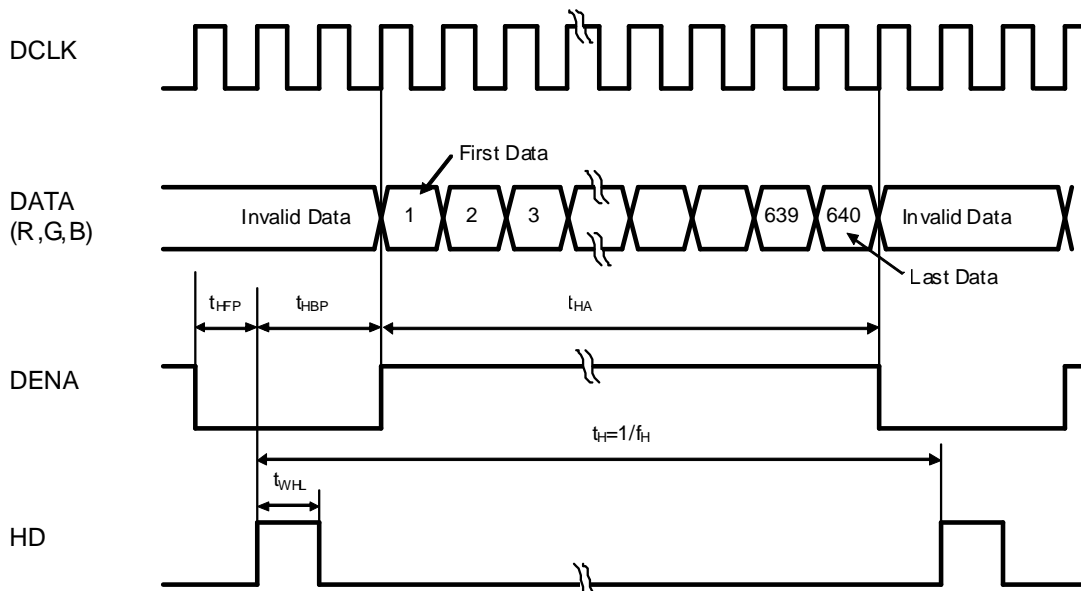 DCLK
First Data
DATA
(R,G,B)
Invalid Data
1
2
3
639
640
Invalid Data
Last Data
tHFP
tHBP
tHA
DENA
tH=1/fH
tWHL
HD